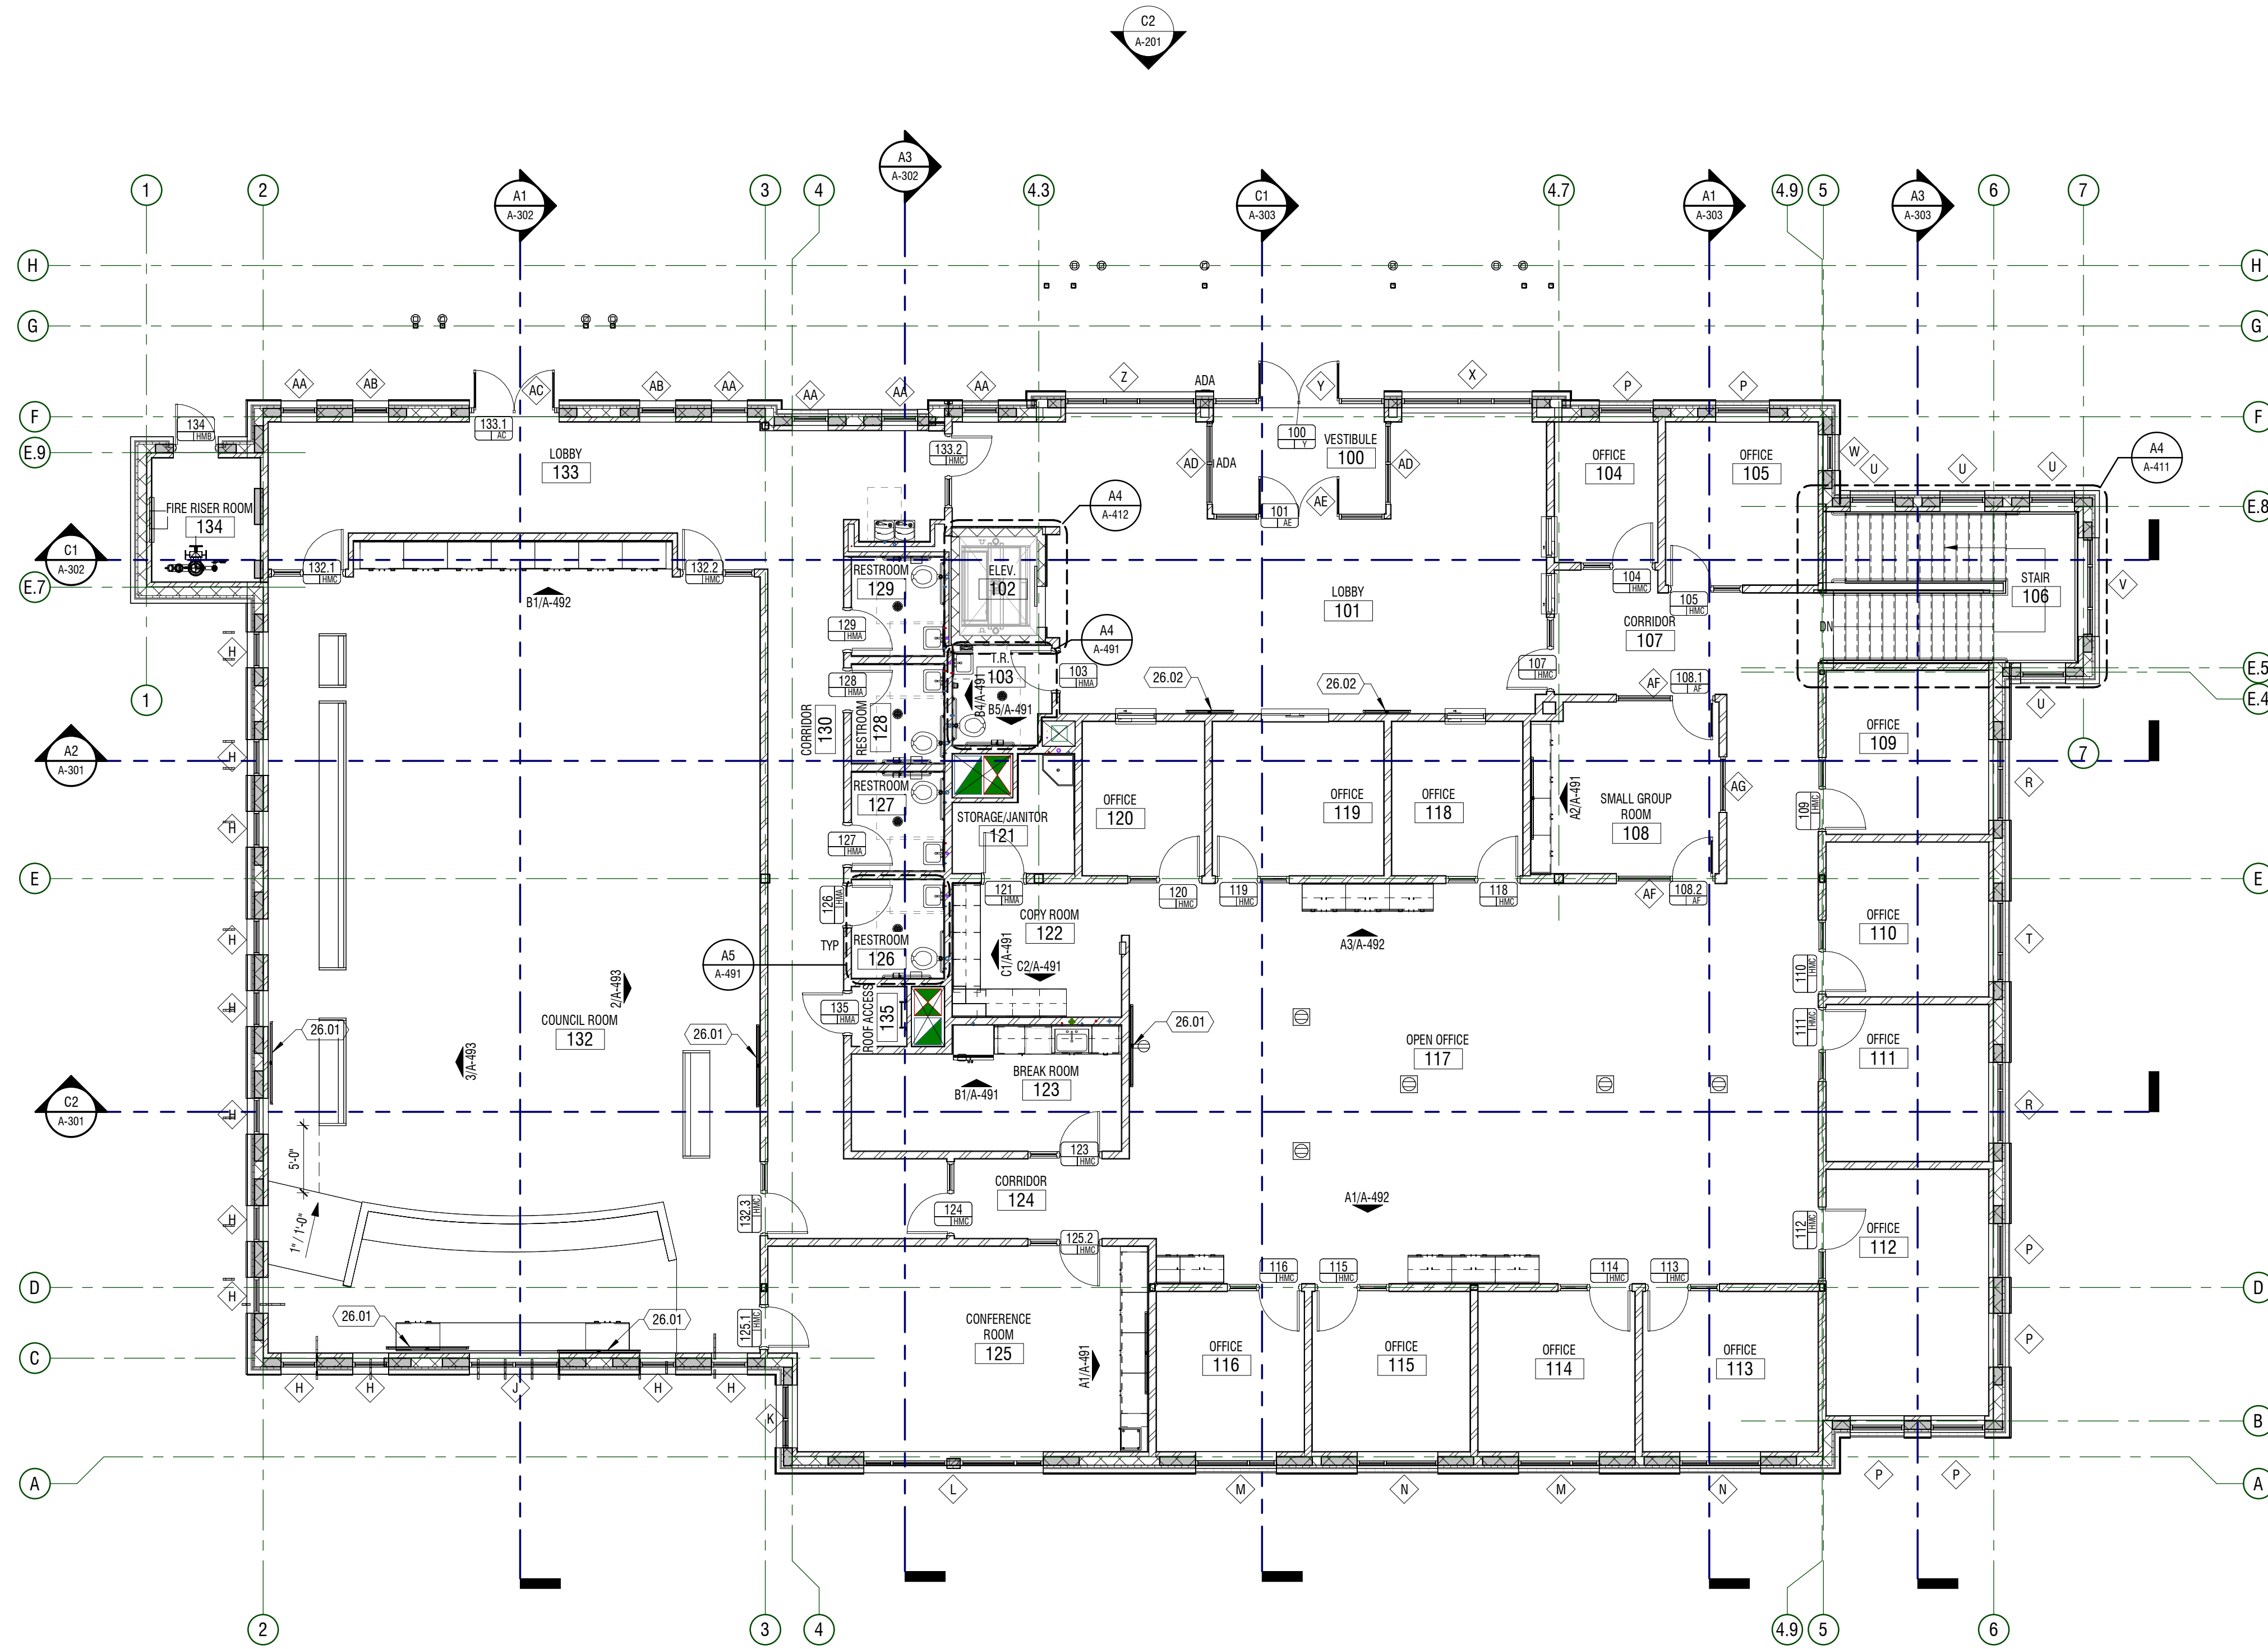 C2
A-201
A3
A-302
1
2
A1
A-302
3
4
4.3
C1
A-303
4.7
A1
A-303
4.9
5
A3
A-303
6
7
H
H
G
G
AA
AB
AC
AB
AA
AA
AA
AA
Z
ADA
Y
X
P
P
F
F
134
HMB
133.1
AC
133.2
HMC
100
Y
VESTIBULE
100
W
U
U
U
A4
A-411
E.9
LOBBY
133
AD
ADA
AD
OFFICE
104
OFFICE
105
FIRE RISER ROOM
134
A4
A-412
AE
101
AE
E.8
C1
A-302
132.1
HMC
132.2
HMC
RESTROOM
129
ELEV.
102
104
HMC
STAIR
106
V
E.7
B1/A-492
LOBBY
101
105
HMC
CORRIDOR
107
DN
129
HMA
A4
A-491
H
T.R.
103
103
HMA
107
HMC
E.5
1
128
HMA
26.02
26.02
AF
108.1
AF
E.4
CORRIDOR
130
RESTROOM
128
B4/A-491
B5/A-491
U
OFFICE
109
7
A2
A-301
H
RESTROOM
127
OFFICE
120
OFFICE
119
OFFICE
118
A2/A-491
SMALL GROUP
ROOM
108
AG
R
109
HMC
H
127
HMA
STORAGE/JANITOR
121
E
E
126
HMA
121
HMA
120
HMC
119
HMC
118
HMC
AF
108.2
AF
COPY ROOM
122
OFFICE
110
H
TYP
RESTROOM
126
A3/A-492
T
A5
A-491
C1/A-491
C2/A-491
110
HMC
2/A-493
H
135
HMA
ROOF ACCESS
135
26.01
COUNCIL ROOM
132
26.01
26.01
111
HMC
OPEN OFFICE
117
OFFICE
111
3/A-493
BREAK ROOM
123
B1/A-491
C2
A-301
H
R
5'-0"
123
HMC
CORRIDOR
124
A1/A-492
H
1" / 1'-0"
132.3
HMC
124
HMC
125.2
HMC
112
HMC
OFFICE
112
P
116
HMC
115
HMC
114
HMC
113
HMC
D
D
H
26.01
26.01
125.1
HMC
CONFERENCE
ROOM
125
P
C
OFFICE
116
OFFICE
115
OFFICE
114
OFFICE
113
A1/A-491
H
H
J
H
H
K
B
A
A
L
M
N
M
N
P
P
2
3
4
4.9
5
6